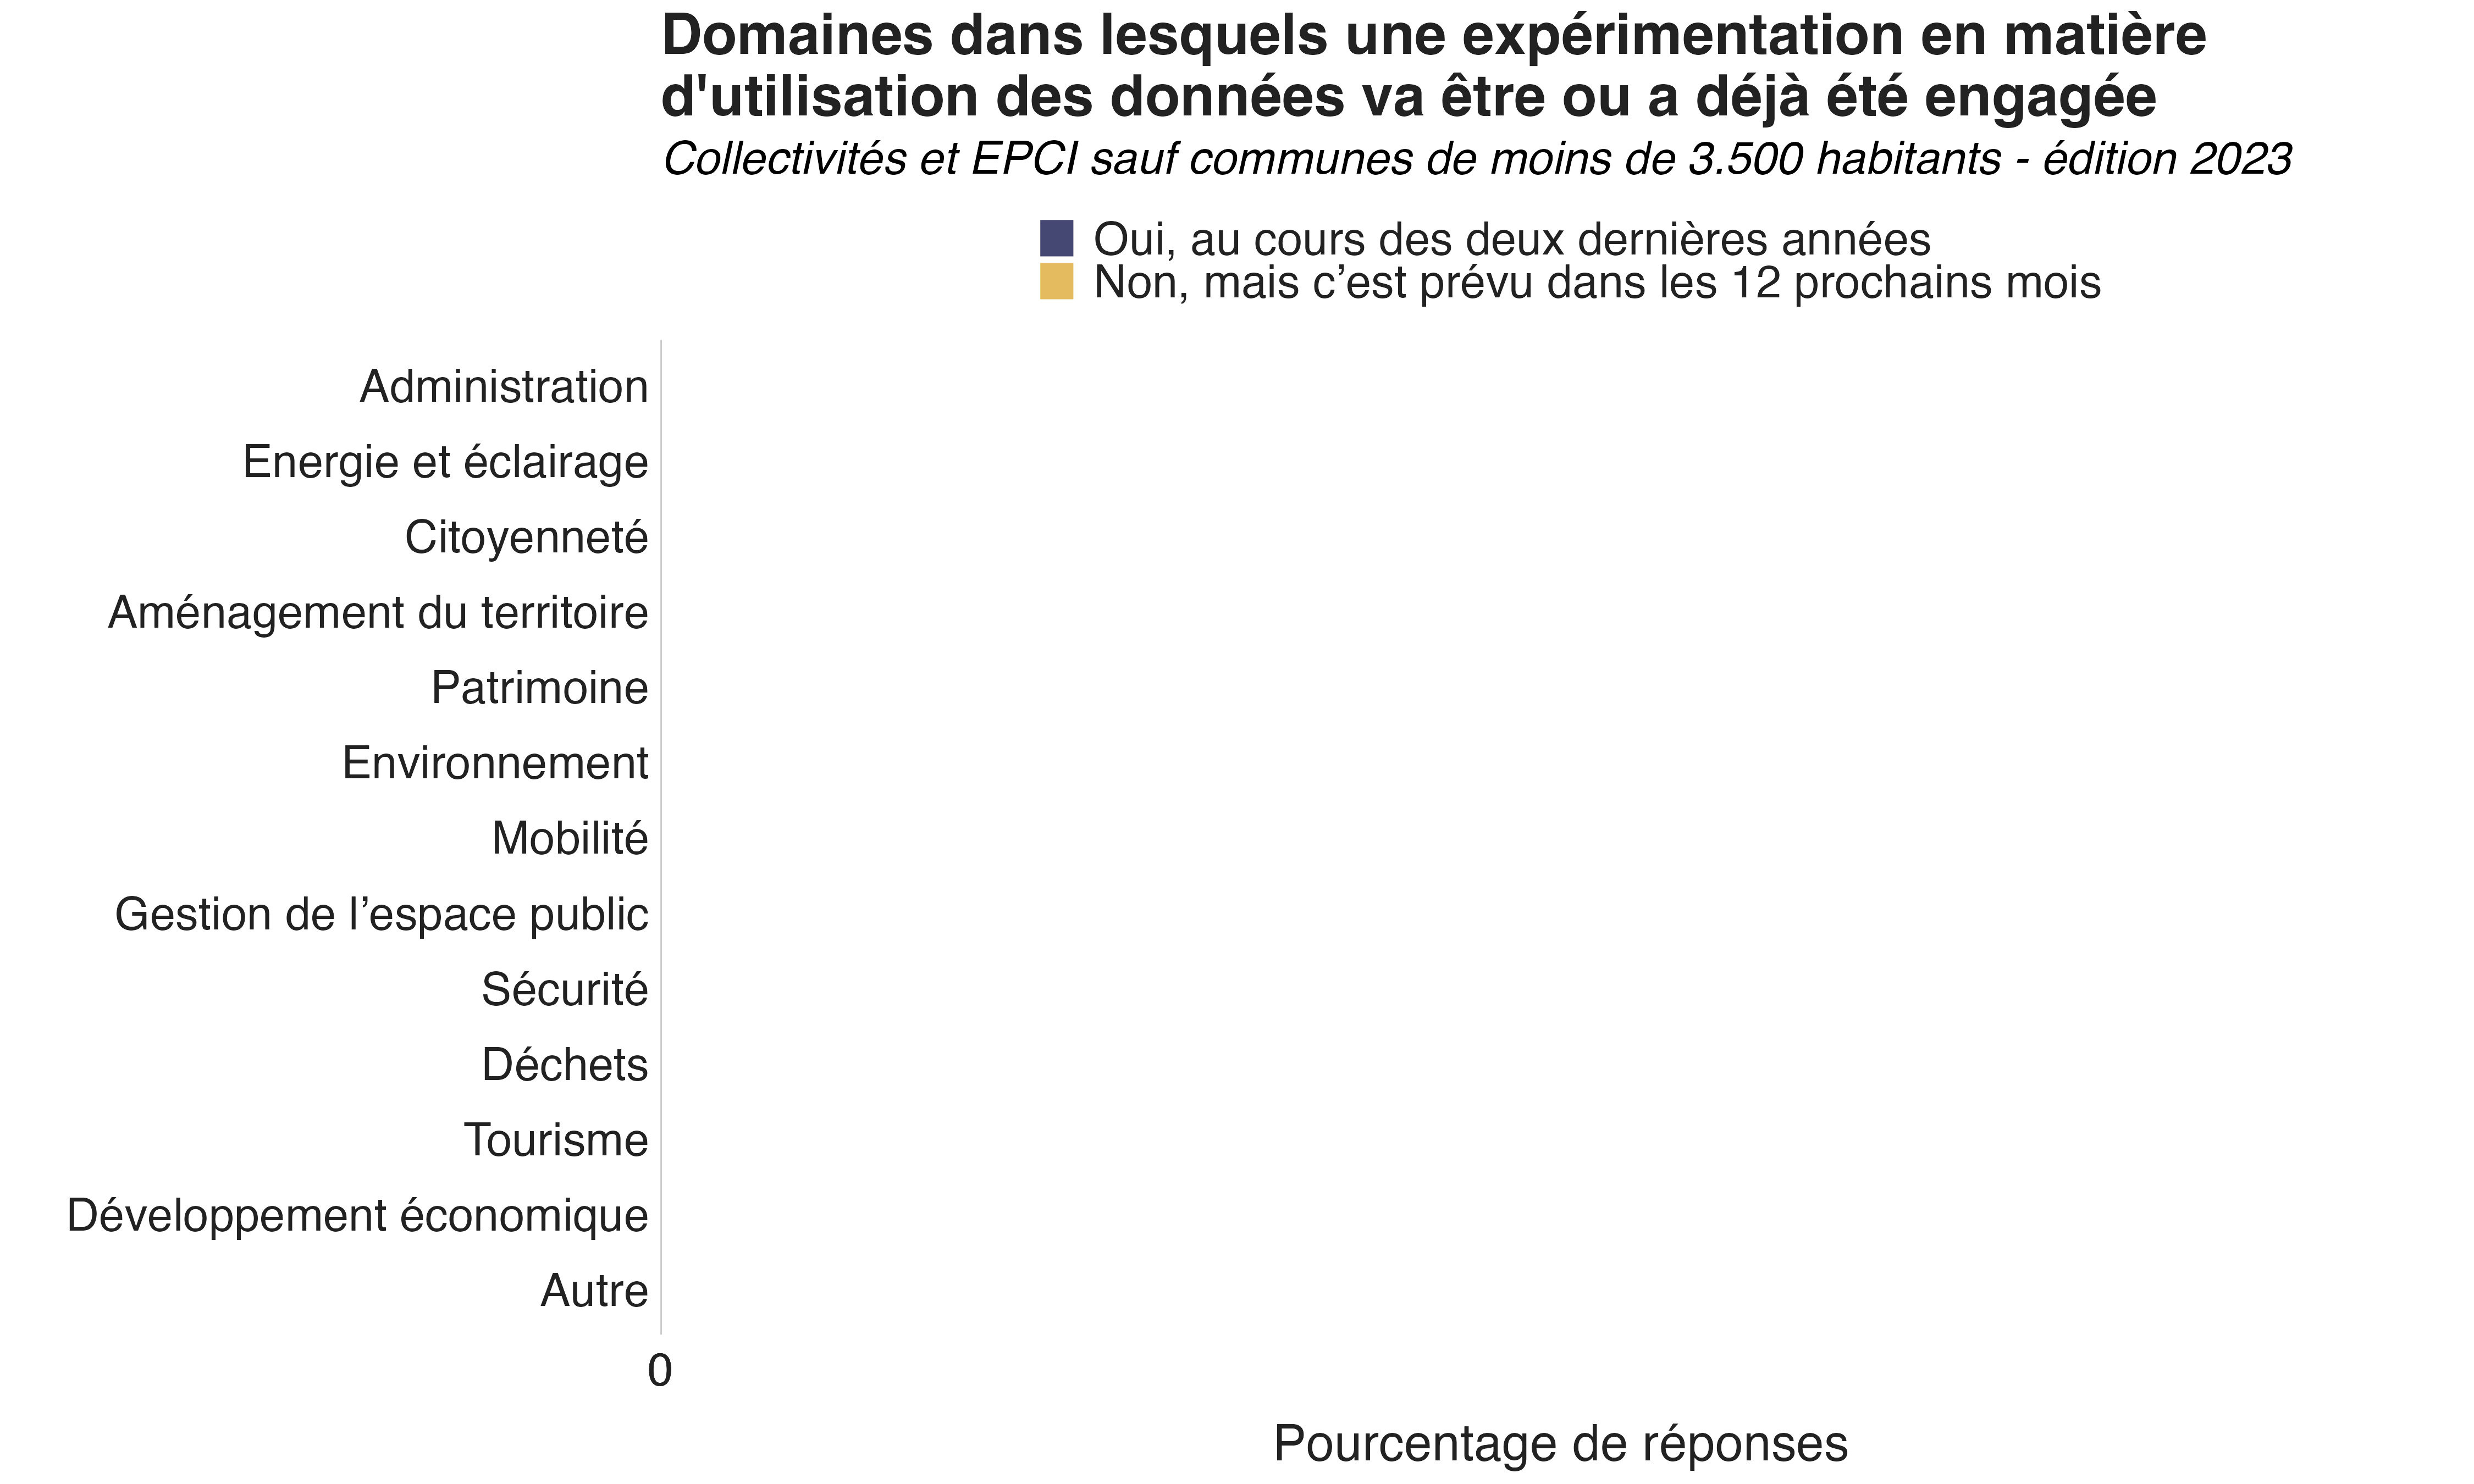 Domaines dans lesquels une expérimentation en matière
d'utilisation des données va être ou a déjà été engagée
Collectivités et EPCI sauf communes de moins de 3.500 habitants - édition 2023
Oui, au cours des deux dernières années
Non, mais c’est prévu dans les 12 prochains mois
Administration
Energie et éclairage
Citoyenneté
Aménagement du territoire
Patrimoine
Environnement
Mobilité
Gestion de l’espace public
Sécurité
Déchets
Tourisme
Développement économique
Autre
0
Pourcentage de réponses